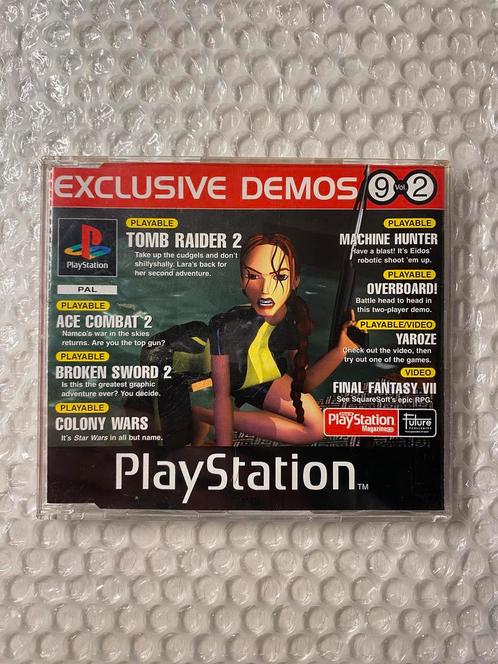 EXCLUSIVE DEMOS 9 Vol. 2
PlayStation
PAL
PLAYABLE
TOMB RAIDER 2
Take up the cudgels and don't
shillyshally. Lara's back for
her second adventure.
PLAYABLE
ACE COMBAT 2
Namco's war in the skies
returns. Are you the top gun?
PLAYABLE
BROKEN SWORD 2
Is this the greatest graphic
adventure ever? You decide.
PLAYABLE
COLONY WARS
It's Star Wars in all but name.
PLAYABLE
MACHINE HUNTER
Have a blast! It's Eidos'
robotic shoot 'em up.
PLAYABLE
OVERBOARD!
Battle head to head in
this two-player demo.
PLAYABLE/VIDEO
YAROZE
Check out the video, then
try out one of the games.
VIDEO
FINAL FANTASY VII
See SquareSoft's epic RPG.
PlayStation
Magazine
future
PlayStation TM